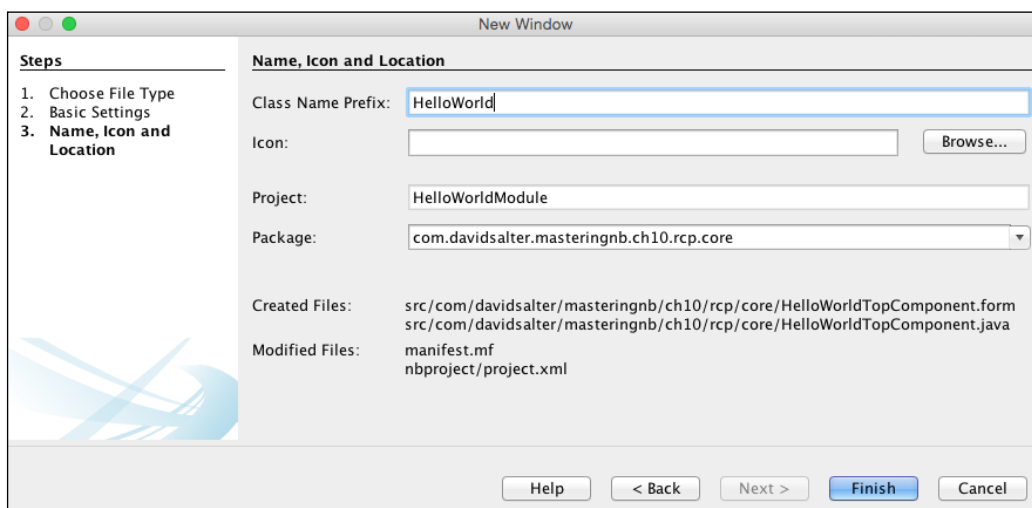 New Window
Steps
1. Choose File Type
2. Basic Settings
3. Name, Icon and
Location
Name, Icon and Location
Class Name Prefix: HelloWorld
Icon: Browse...
Project: HelloWorldModule
Package: com.davidsalter.masteringnb.ch10.rcp.core
Created Files: src/com/davidsalter/masteringnb/ch10/rcp/core/HelloWorldTopComponent.form
src/com/davidsalter/masteringnb/ch10/rcp/core/HelloWorldTopComponent.java
Modified Files: manifest.mf
nbproject/project.xml
Help < Back Next > Finish Cancel